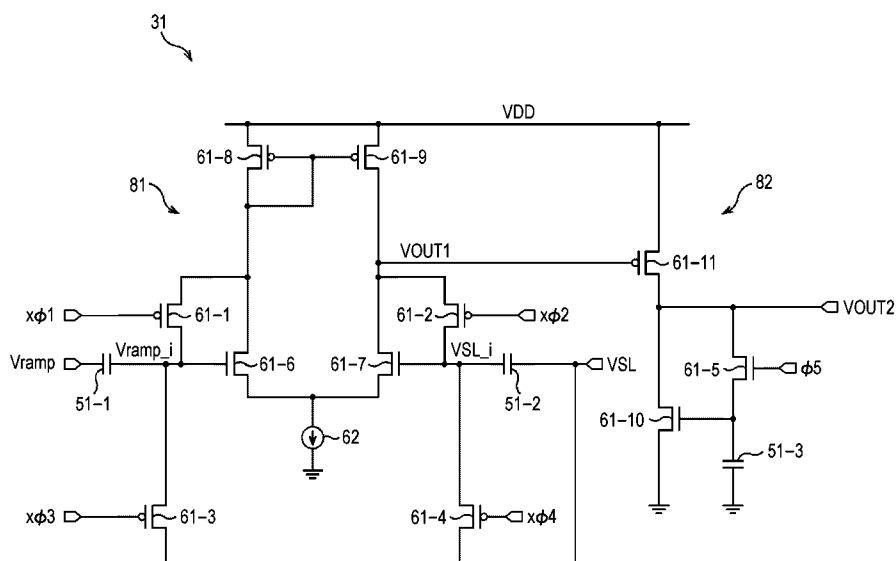 31
VDD
61-8
61-9
81
82
VOUT1
61-11
xϕ1
61-1
61-2
xϕ2
VOUT2
Vramp
Vramp_i
61-6
61-7
VSL_i
VSL
61-5
ϕ5
51-1
51-2
61-10
62
51-3
xϕ3
61-3
61-4
xϕ4